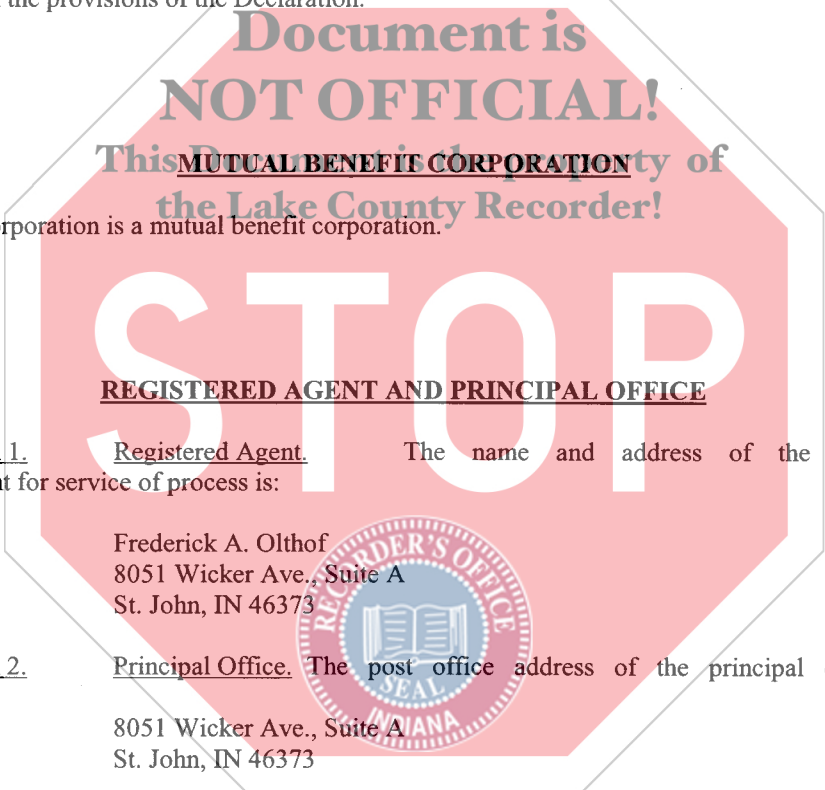 the provisions of the Declaration.
Document is
NOT OFFICIAL!
This Document is the property of
the Lake County Recorder!
MUTUAL BENEFIT CORPORATION
rporation is a mutual benefit corporation.
STOP
REGISTERED AGENT AND PRINCIPAL OFFICE
1. Registered Agent. The name and address of the
t for service of process is:
Frederick A. Olthof
8051 Wicker Ave., Suite A
St. John, IN 46373
RECORDER'S OFFICE
SEAL
INDIANA
2. Principal Office. The post office address of the principal
8051 Wicker Ave., Suite A
St. John, IN 46373